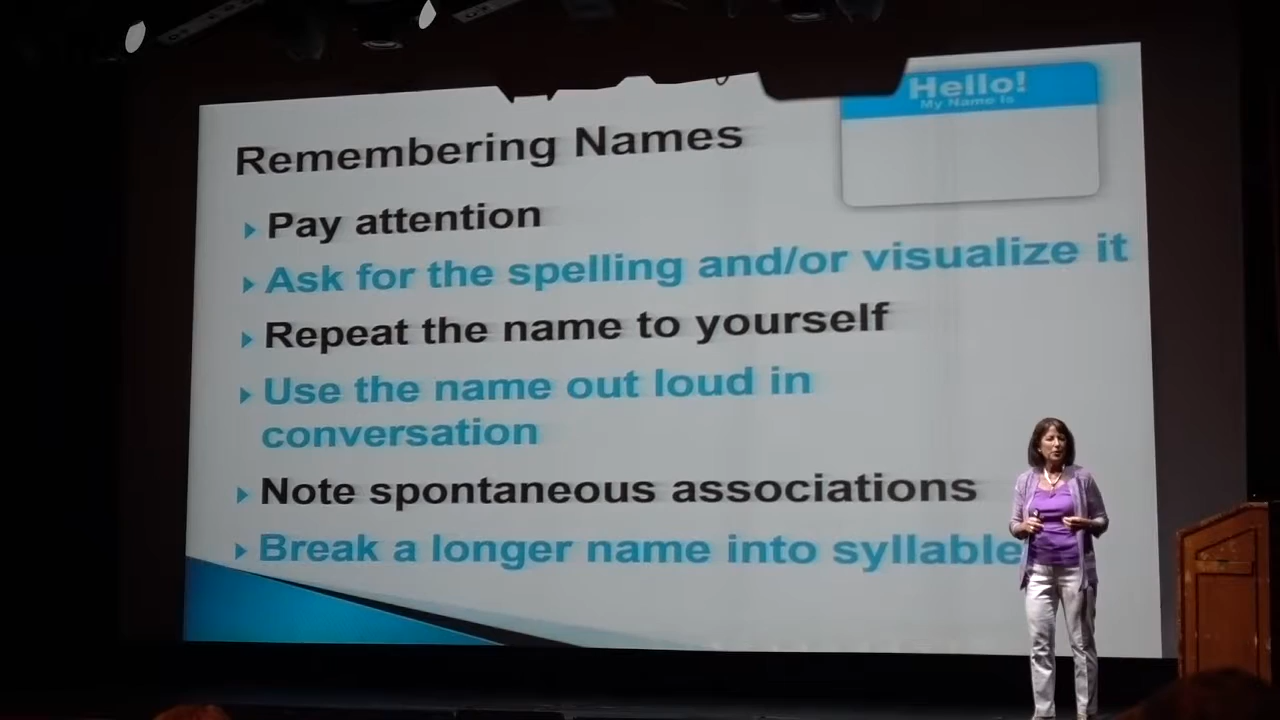 Hello!
My Name Is
Remembering Names
Pay attention
Ask for the spelling and/or visualize it
Repeat the name to yourself
Use the name out loud in
conversation
Note spontaneous associations
Break a longer name into syllable